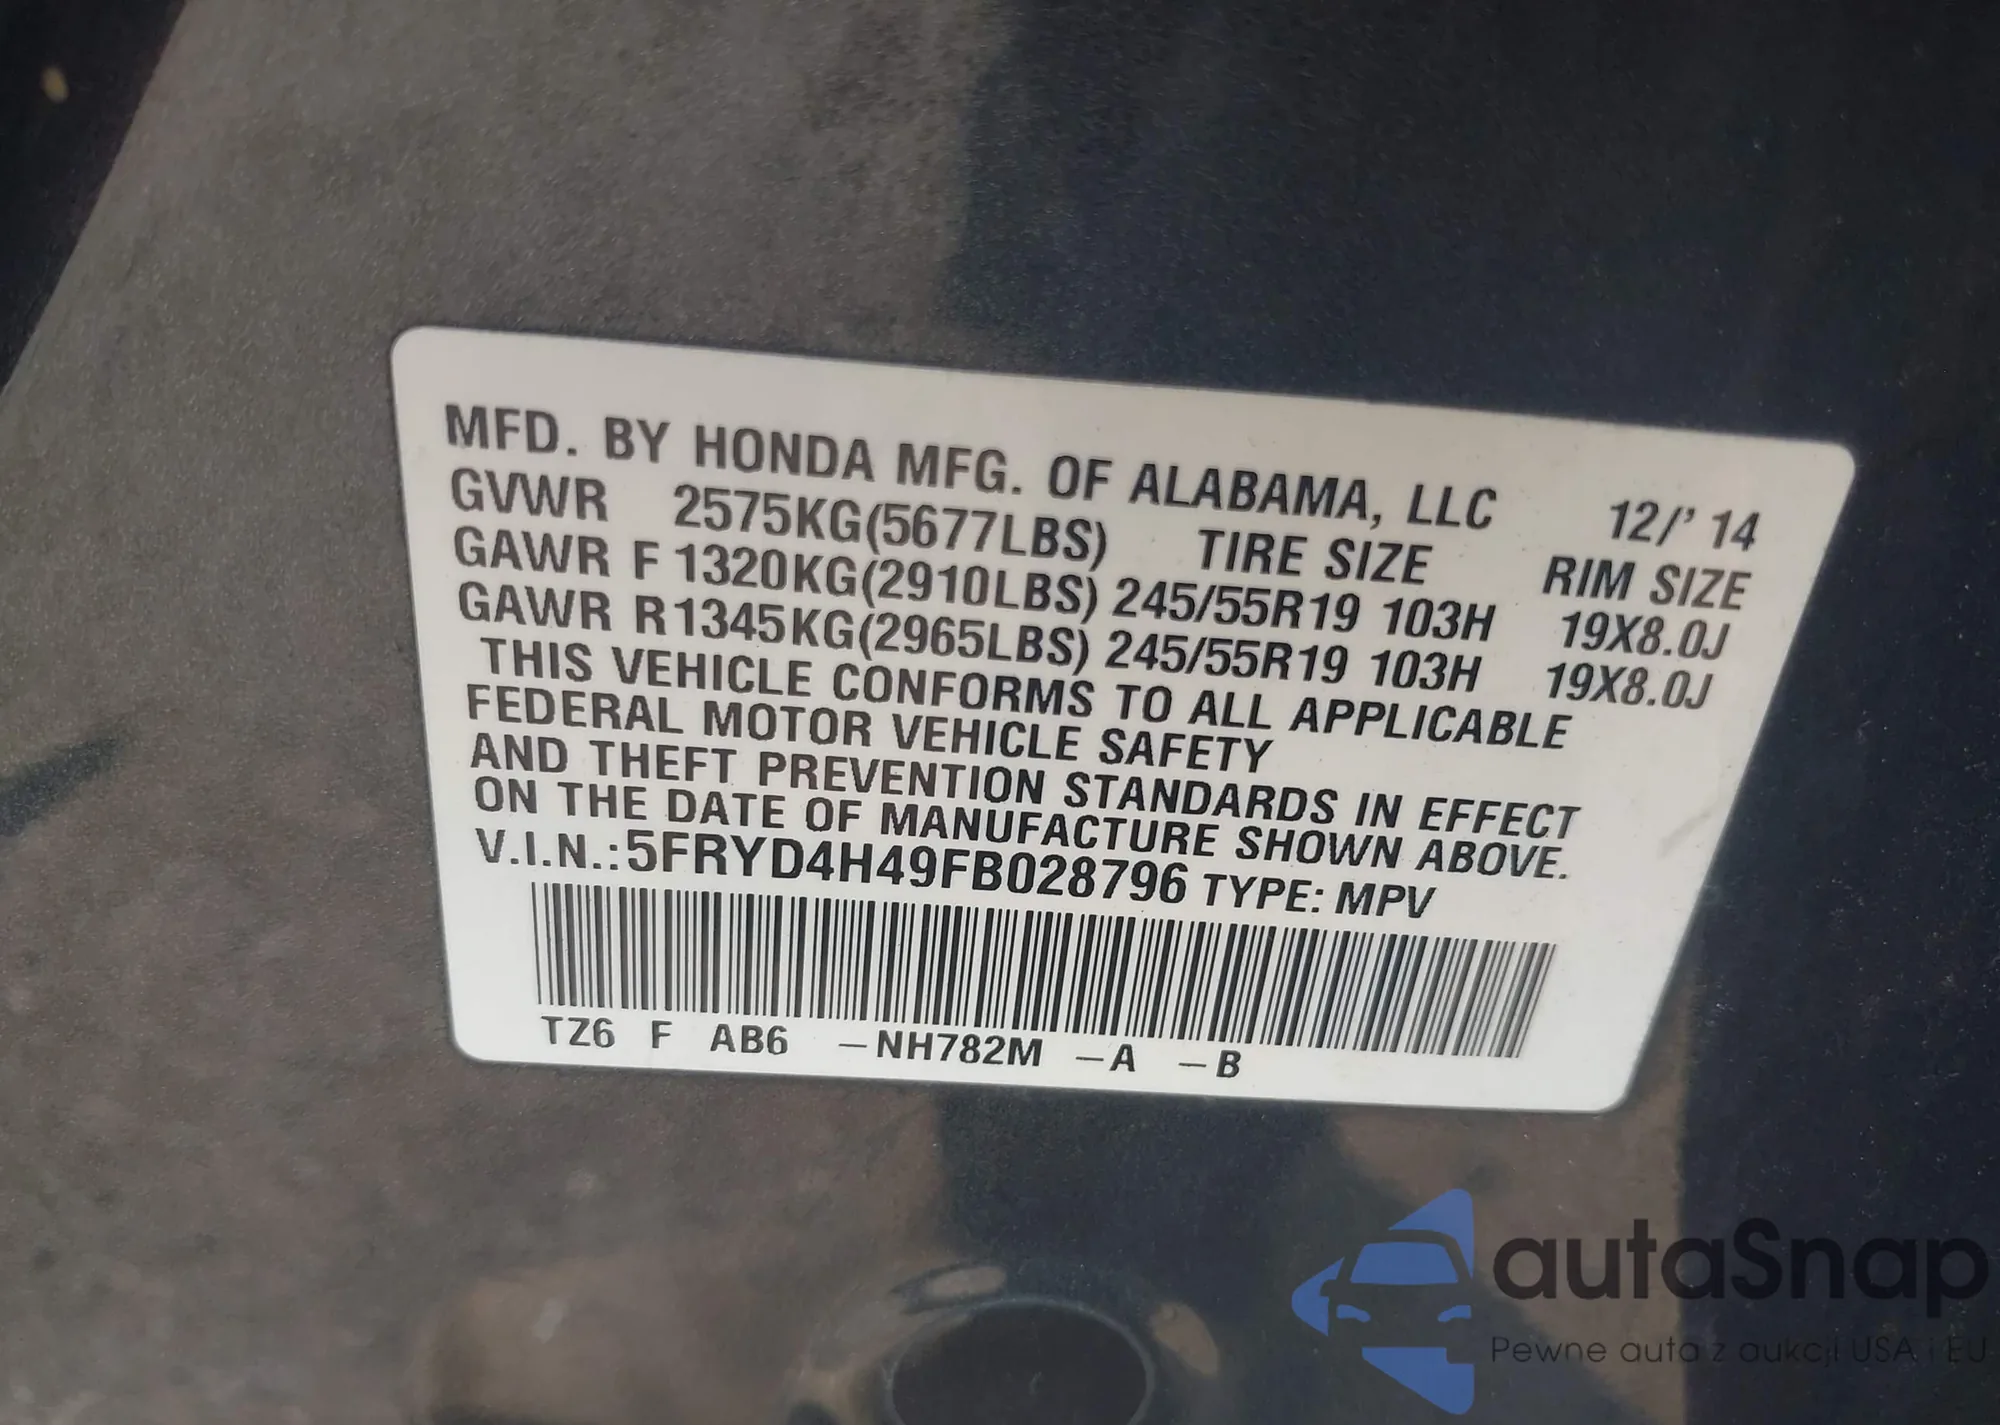 MFD. BY HONDA MFG. OF ALABAMA, LLC 12/' 14
GVWR 2575KG(5677LBS) TIRE SIZE RIM SIZE
GAWR F 1320KG(2910LBS) 245/55R19 103H 19X8.0J
GAWR R 1345KG(2965LBS) 245/55R19 103H 19X8.0J
THIS VEHICLE CONFORMS TO ALL APPLICABLE
FEDERAL MOTOR VEHICLE SAFETY
AND THEFT PREVENTION STANDARDS IN EFFECT
ON THE DATE OF MANUFACTURE SHOWN ABOVE.
V.I.N.:5FRYD4H49FB028796 TYPE: MPV
TZ6 F AB6 -NH782M -A -B
autaSnap
Pewne auta z aukcji USA i EU